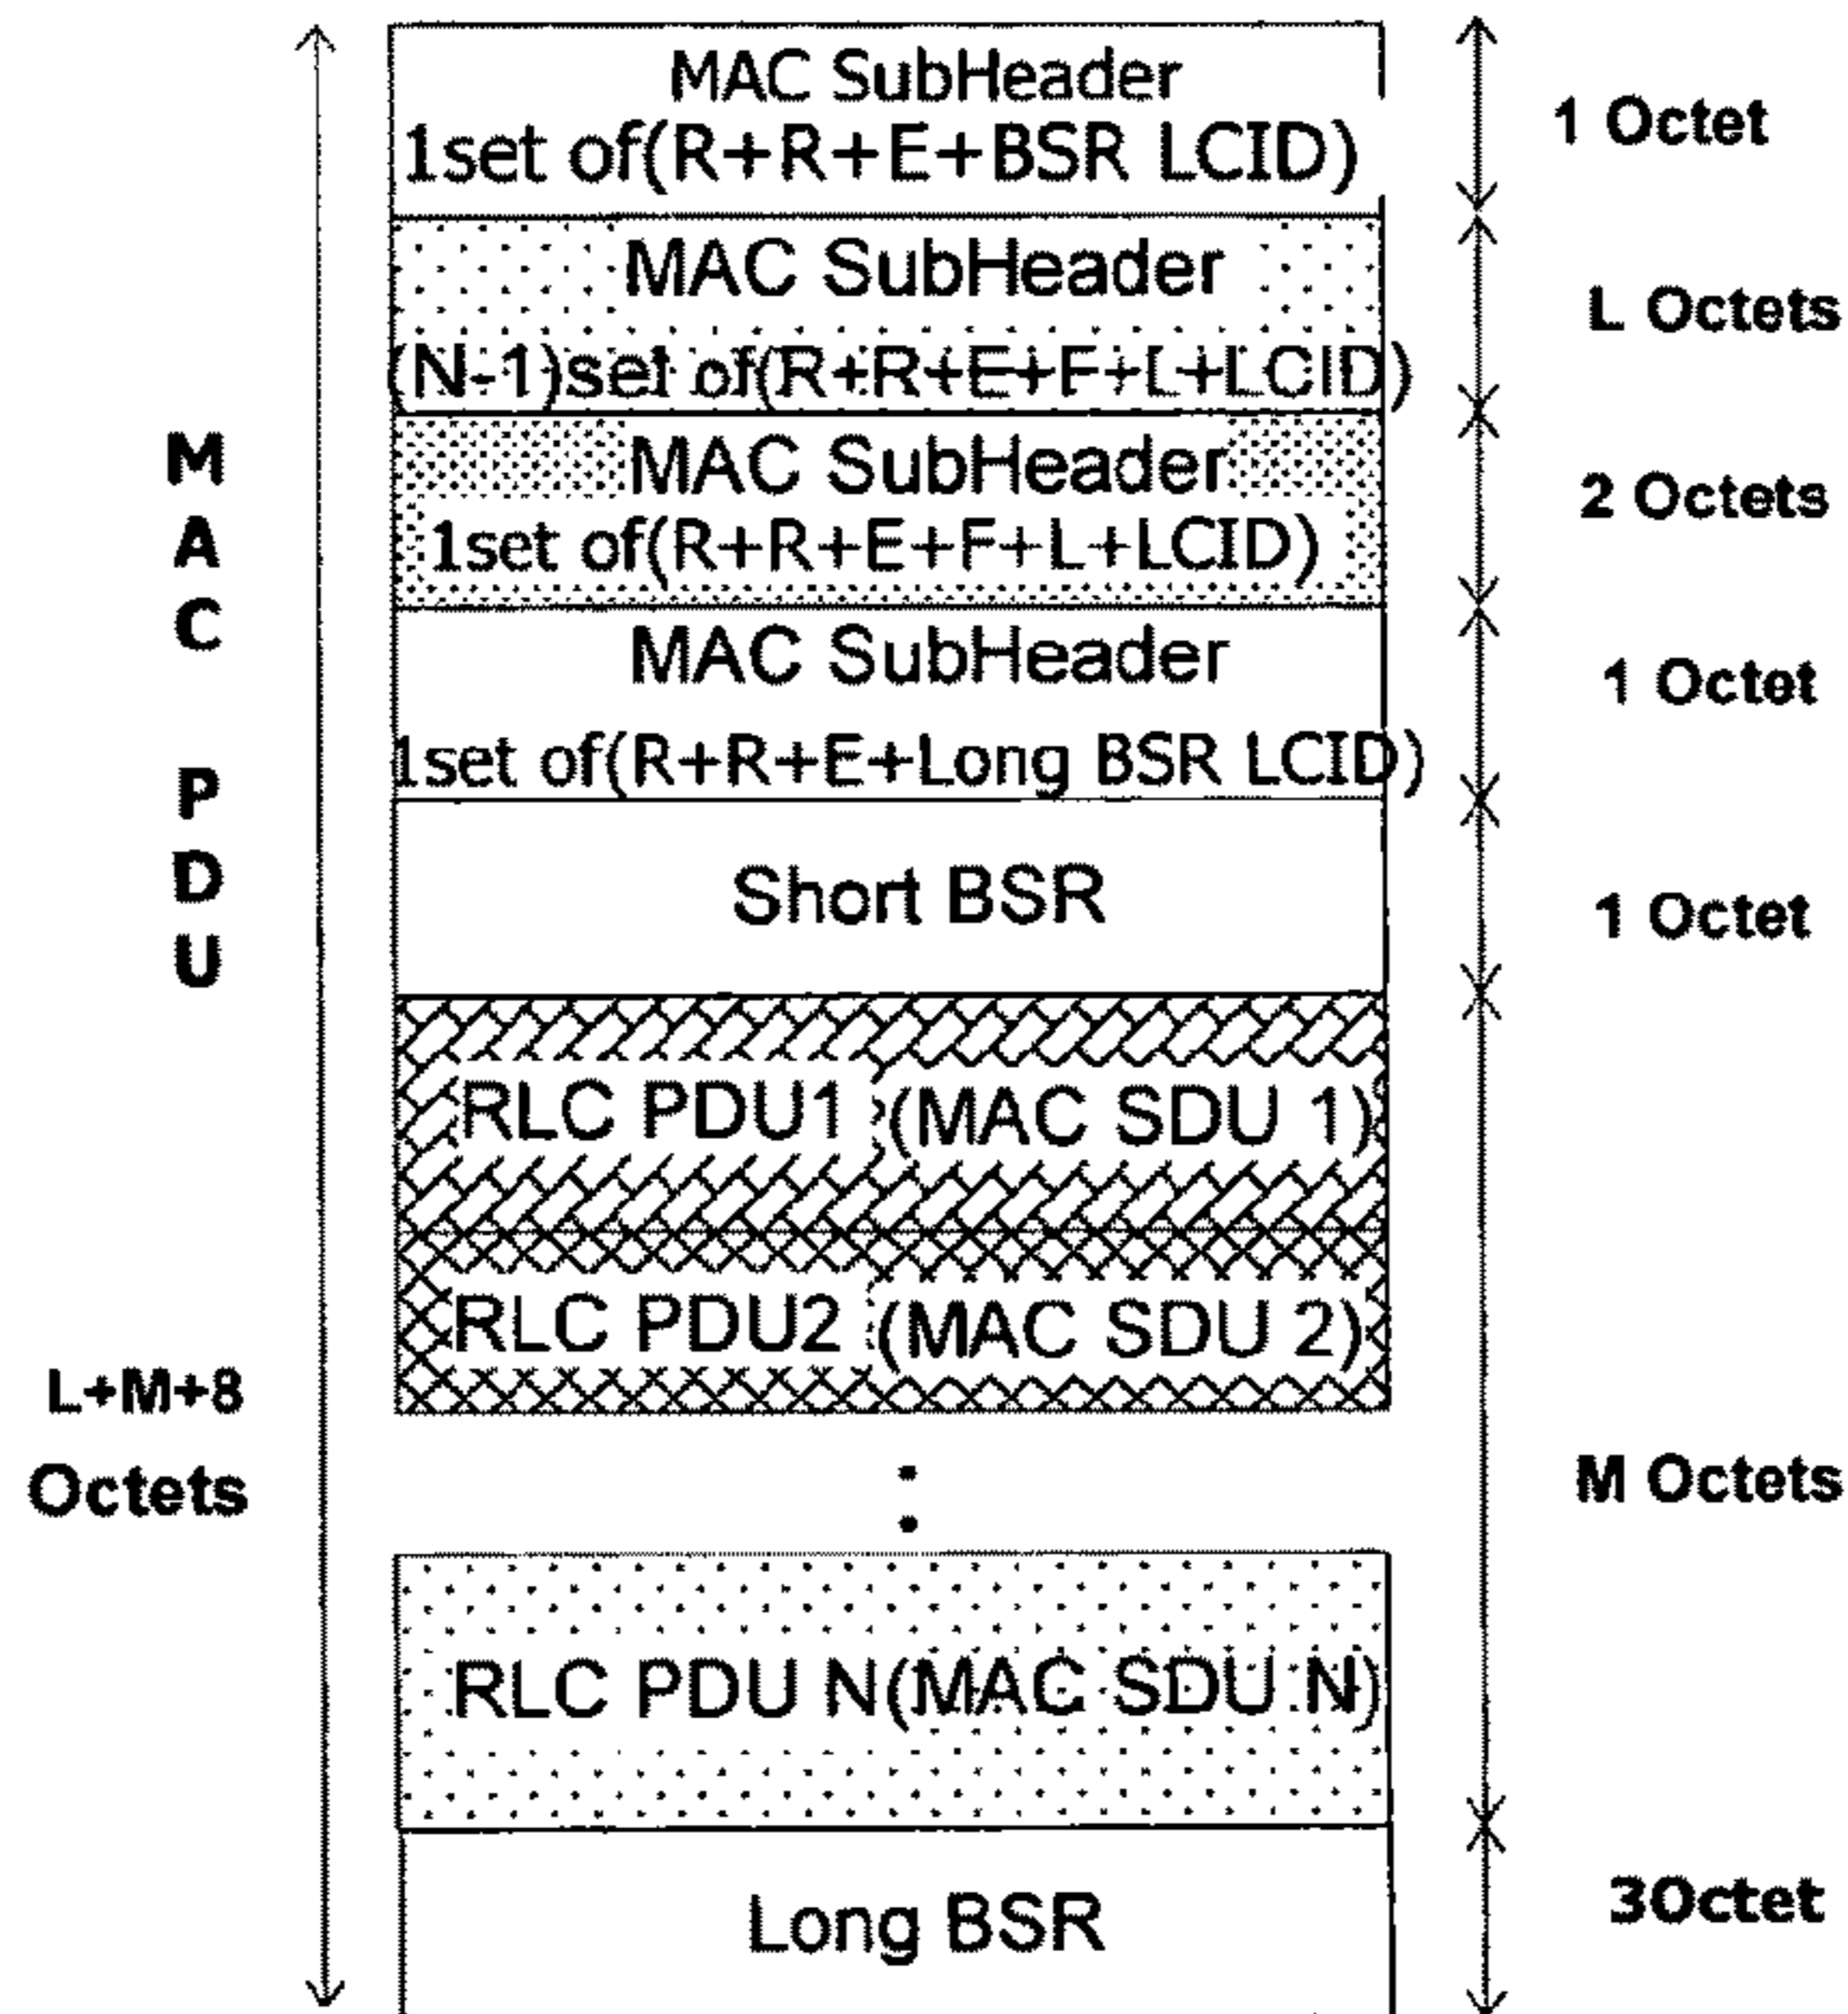 MAC SubHeader
1set of(R+R+E+BSR LCID)
1 Octet
MAC SubHeader
(N-1)set of(R+R+E+F+L+LCID)
L Octets
MAC SubHeader
1set of(R+R+E+F+L+LCID)
2 Octets
MAC SubHeader
1set of(R+R+E+Long BSR LCID)
1 Octet
MAC PDU
Short BSR
1 Octet
RLC PDU1 (MAC SDU 1)
RLC PDU2 (MAC SDU 2)
L+M+8
Octets
:
M Octets
RLC PDU N(MAC SDU N)
Long BSR
3Octet